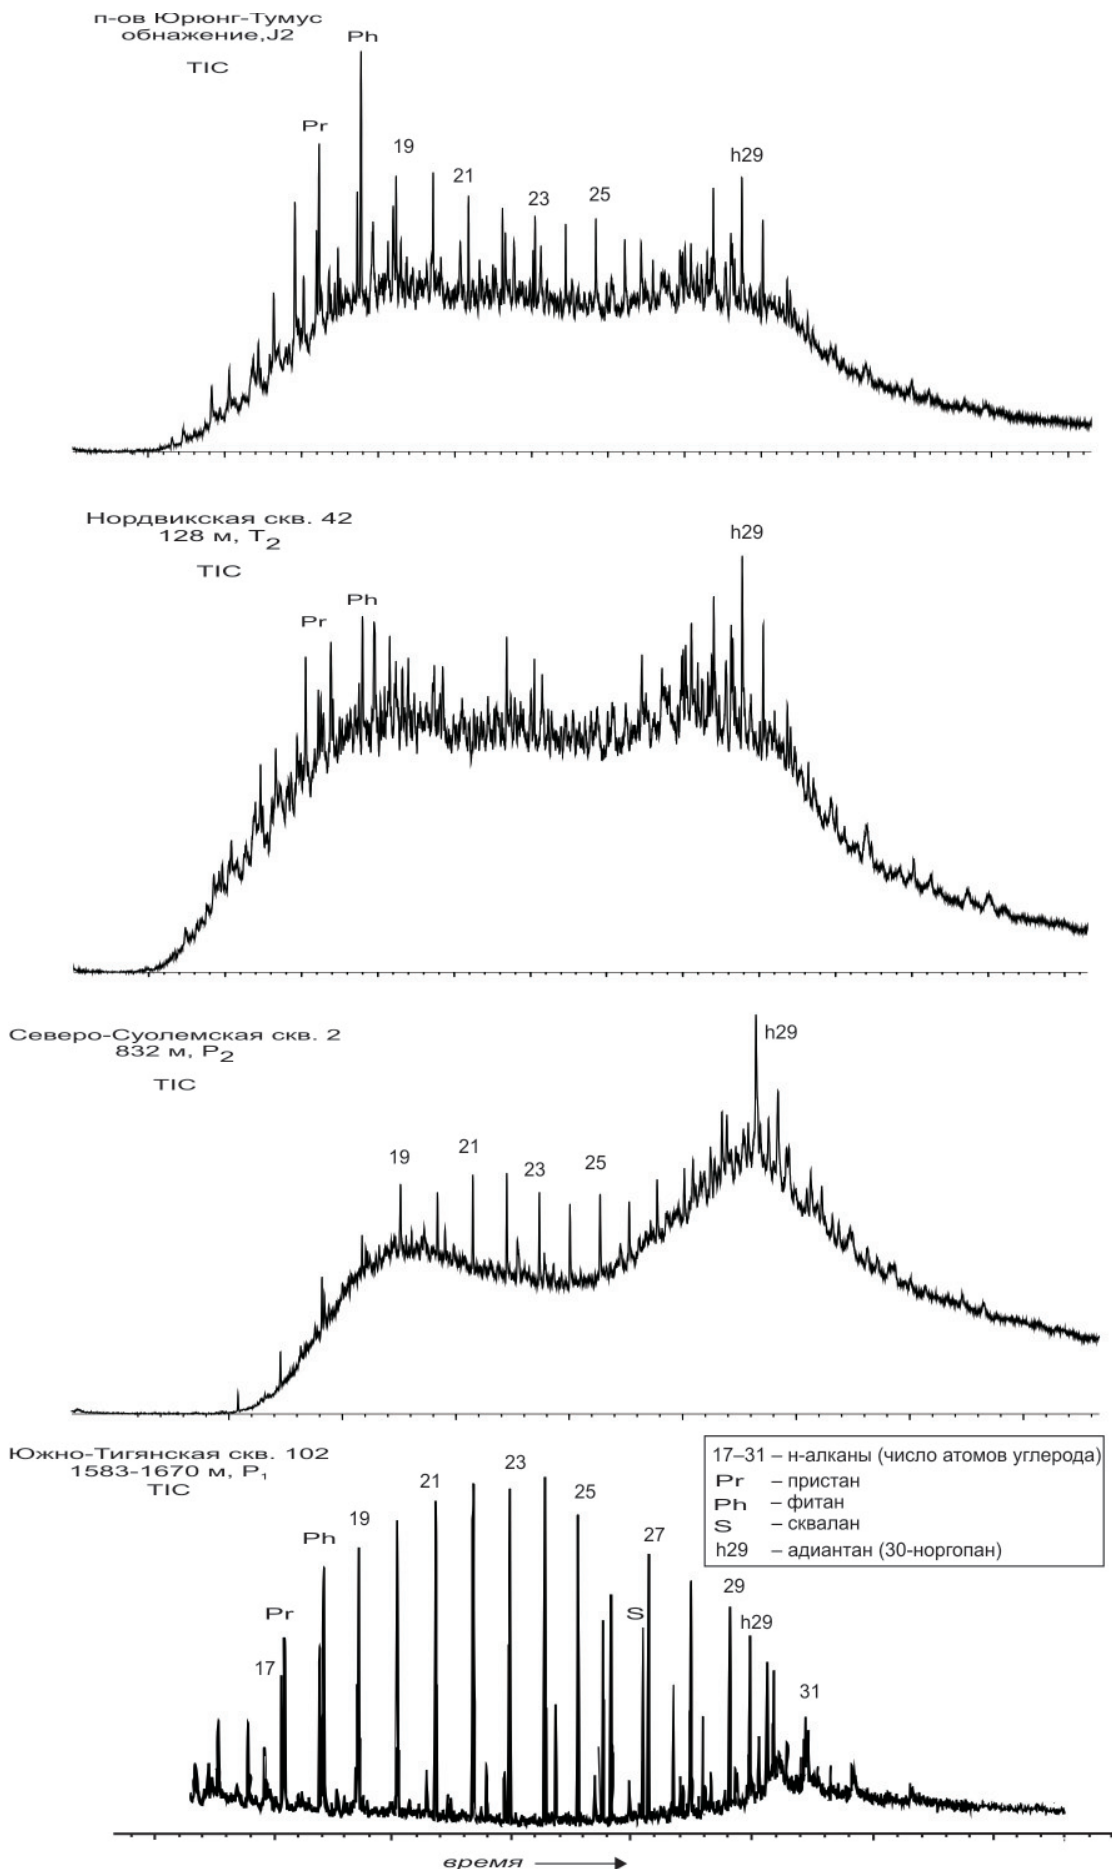 п-ов Юрюнг-Тумус
обнажение,J2
TIC
Ph
Pr
19
21
23
25
h29
Нордвикская скв. 42
128 м, T2
TIC
Pr
Ph
h29
Северо-Суолемская скв. 2
832 м, P2
TIC
19
21
23
25
h29
Южно-Тигянская скв. 102
1583-1670 м, P1
TIC
17
Pr
Ph
19
21
23
25
S
27
29
h29
31
17–31 – н-алканы (число атомов углерода)
Pr – пристан
Ph – фитан
S – сквалан
h29 – адиантан (30-норгопан)
время